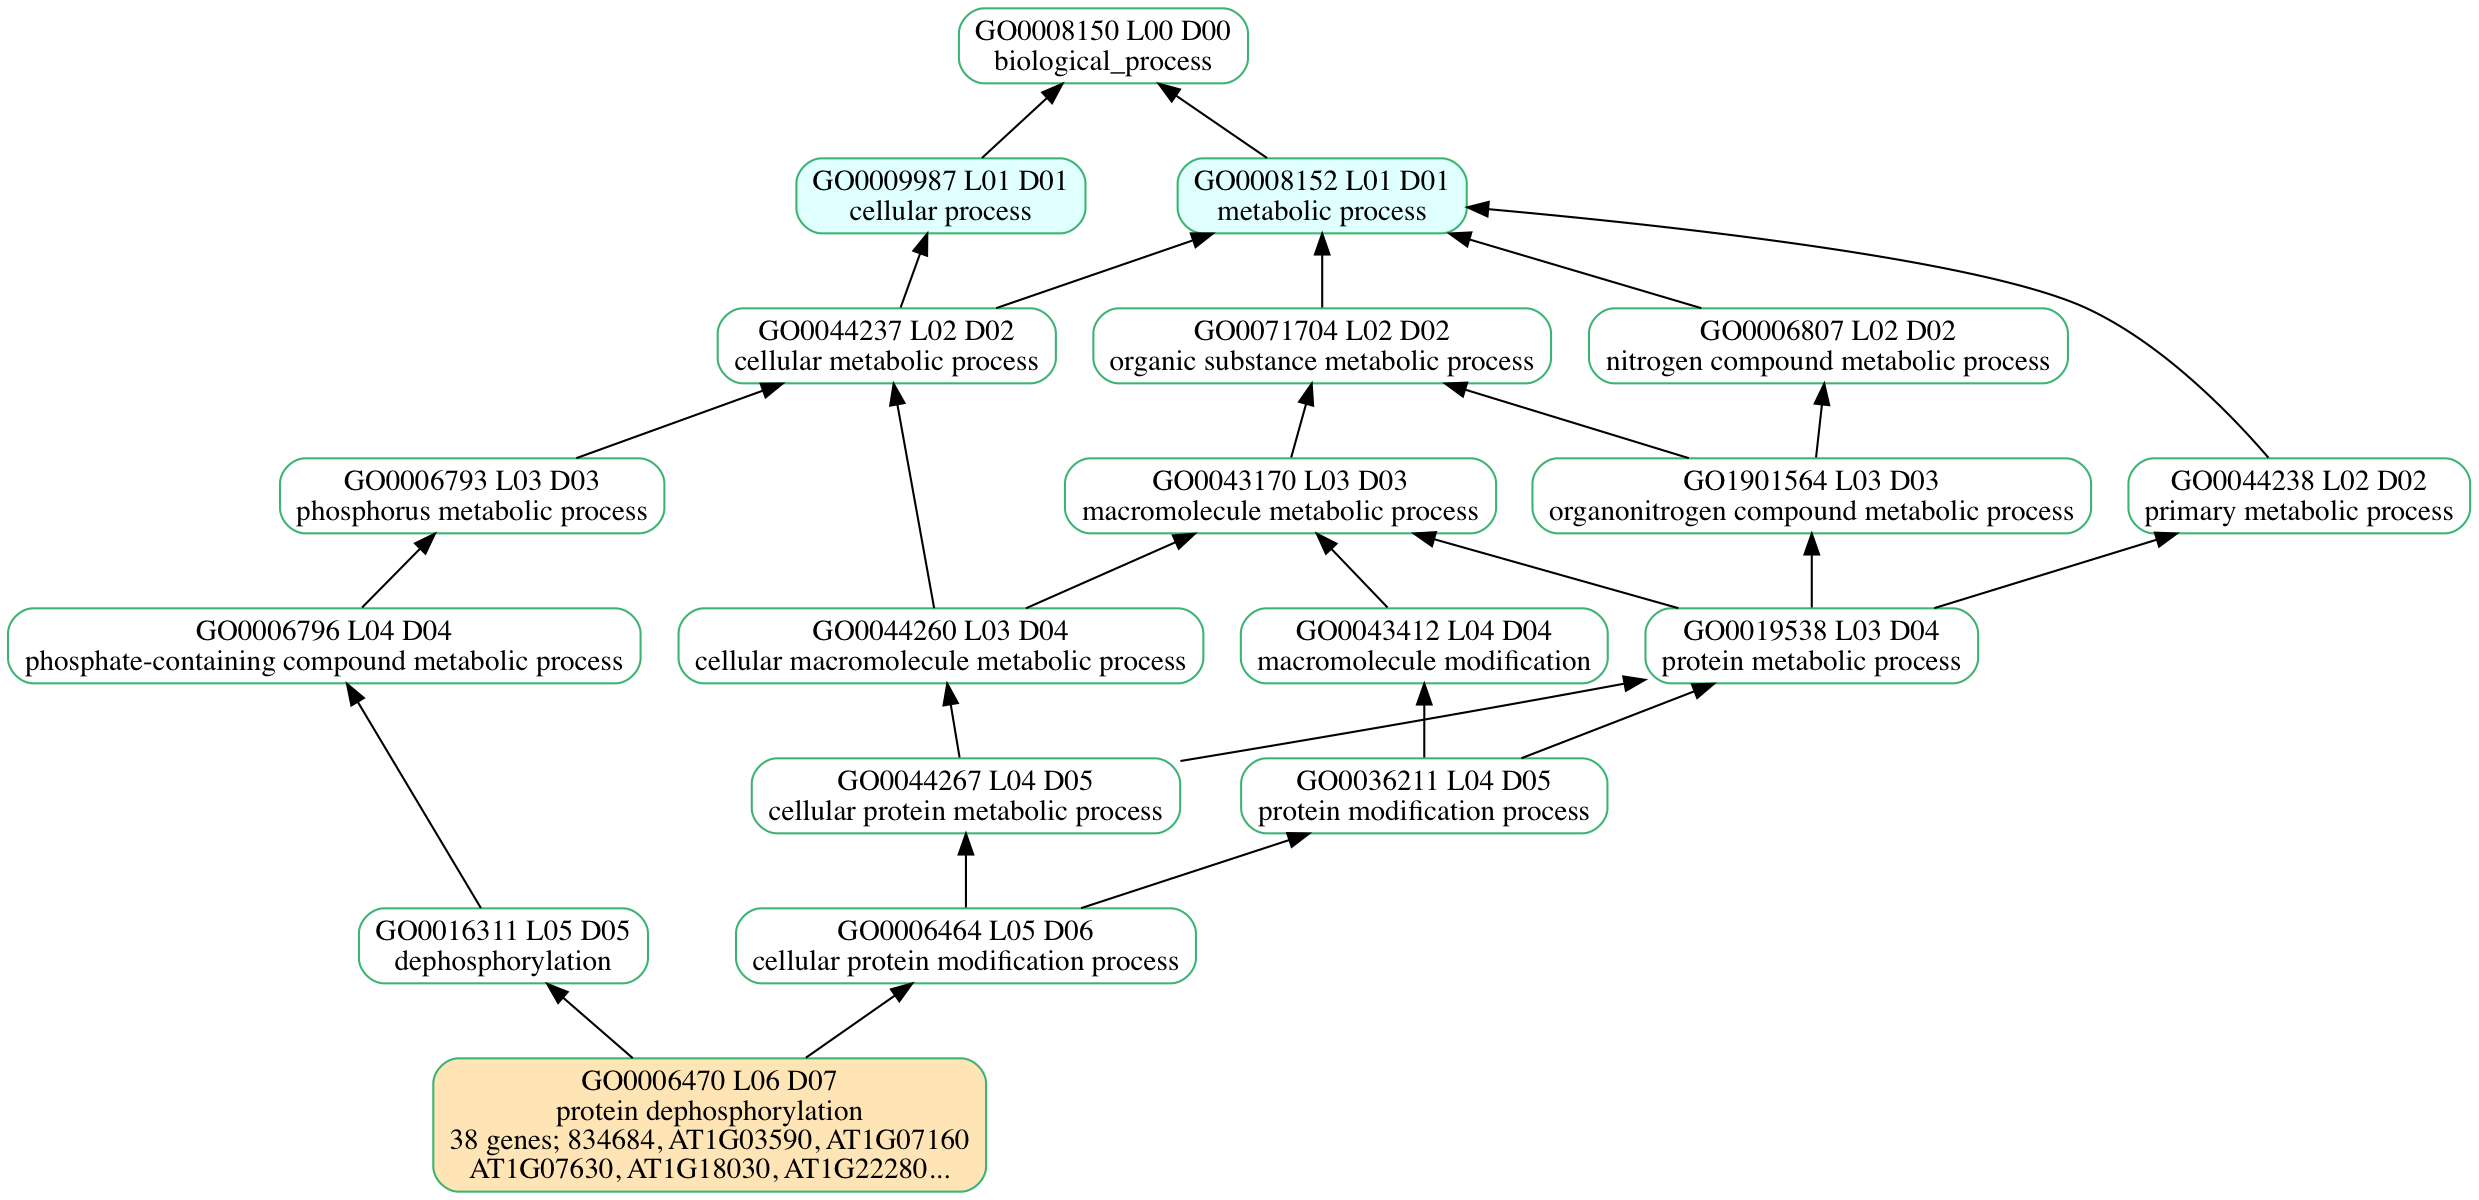 GO0008150 L00 D00
biological_process
GO0009987 L01 D01
cellular process
GO0008152 L01 D01
metabolic process
GO0044237 L02 D02
cellular metabolic process
GO0071704 L02 D02
organic substance metabolic process
GO0006807 L02 D02
nitrogen compound metabolic process
GO0006793 L03 D03
phosphorus metabolic process
GO0043170 L03 D03
macromolecule metabolic process
GO1901564 L03 D03
organonitrogen compound metabolic process
GO0044238 L02 D02
primary metabolic process
GO0006796 L04 D04
phosphate-containing compound metabolic process
GO0044260 L03 D04
cellular macromolecule metabolic process
GO0043412 L04 D04
macromolecule modification
GO0019538 L03 D04
protein metabolic process
GO0044267 L04 D05
cellular protein metabolic process
GO0036211 L04 D05
protein modification process
GO0016311 L05 D05
dephosphorylation
GO0006464 L05 D06
cellular protein modification process
GO0006470 L06 D07
protein dephosphorylation
38 genes; 834684, AT1G03590, AT1G07160
AT1G07630, AT1G18030, AT1G22280...